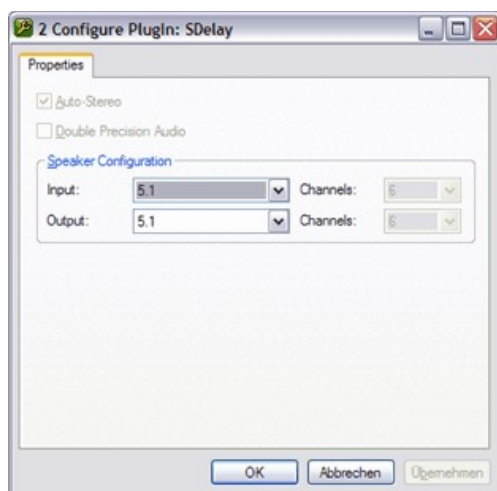 2 Configure PlugIn: SDelay
Properties
Auto-Stereo
Double Precision Audio
Speaker Configuration
Input: 5.1 Channels: 6
Output: 5.1 Channels: 6
OK Abbrechen Übernehmen